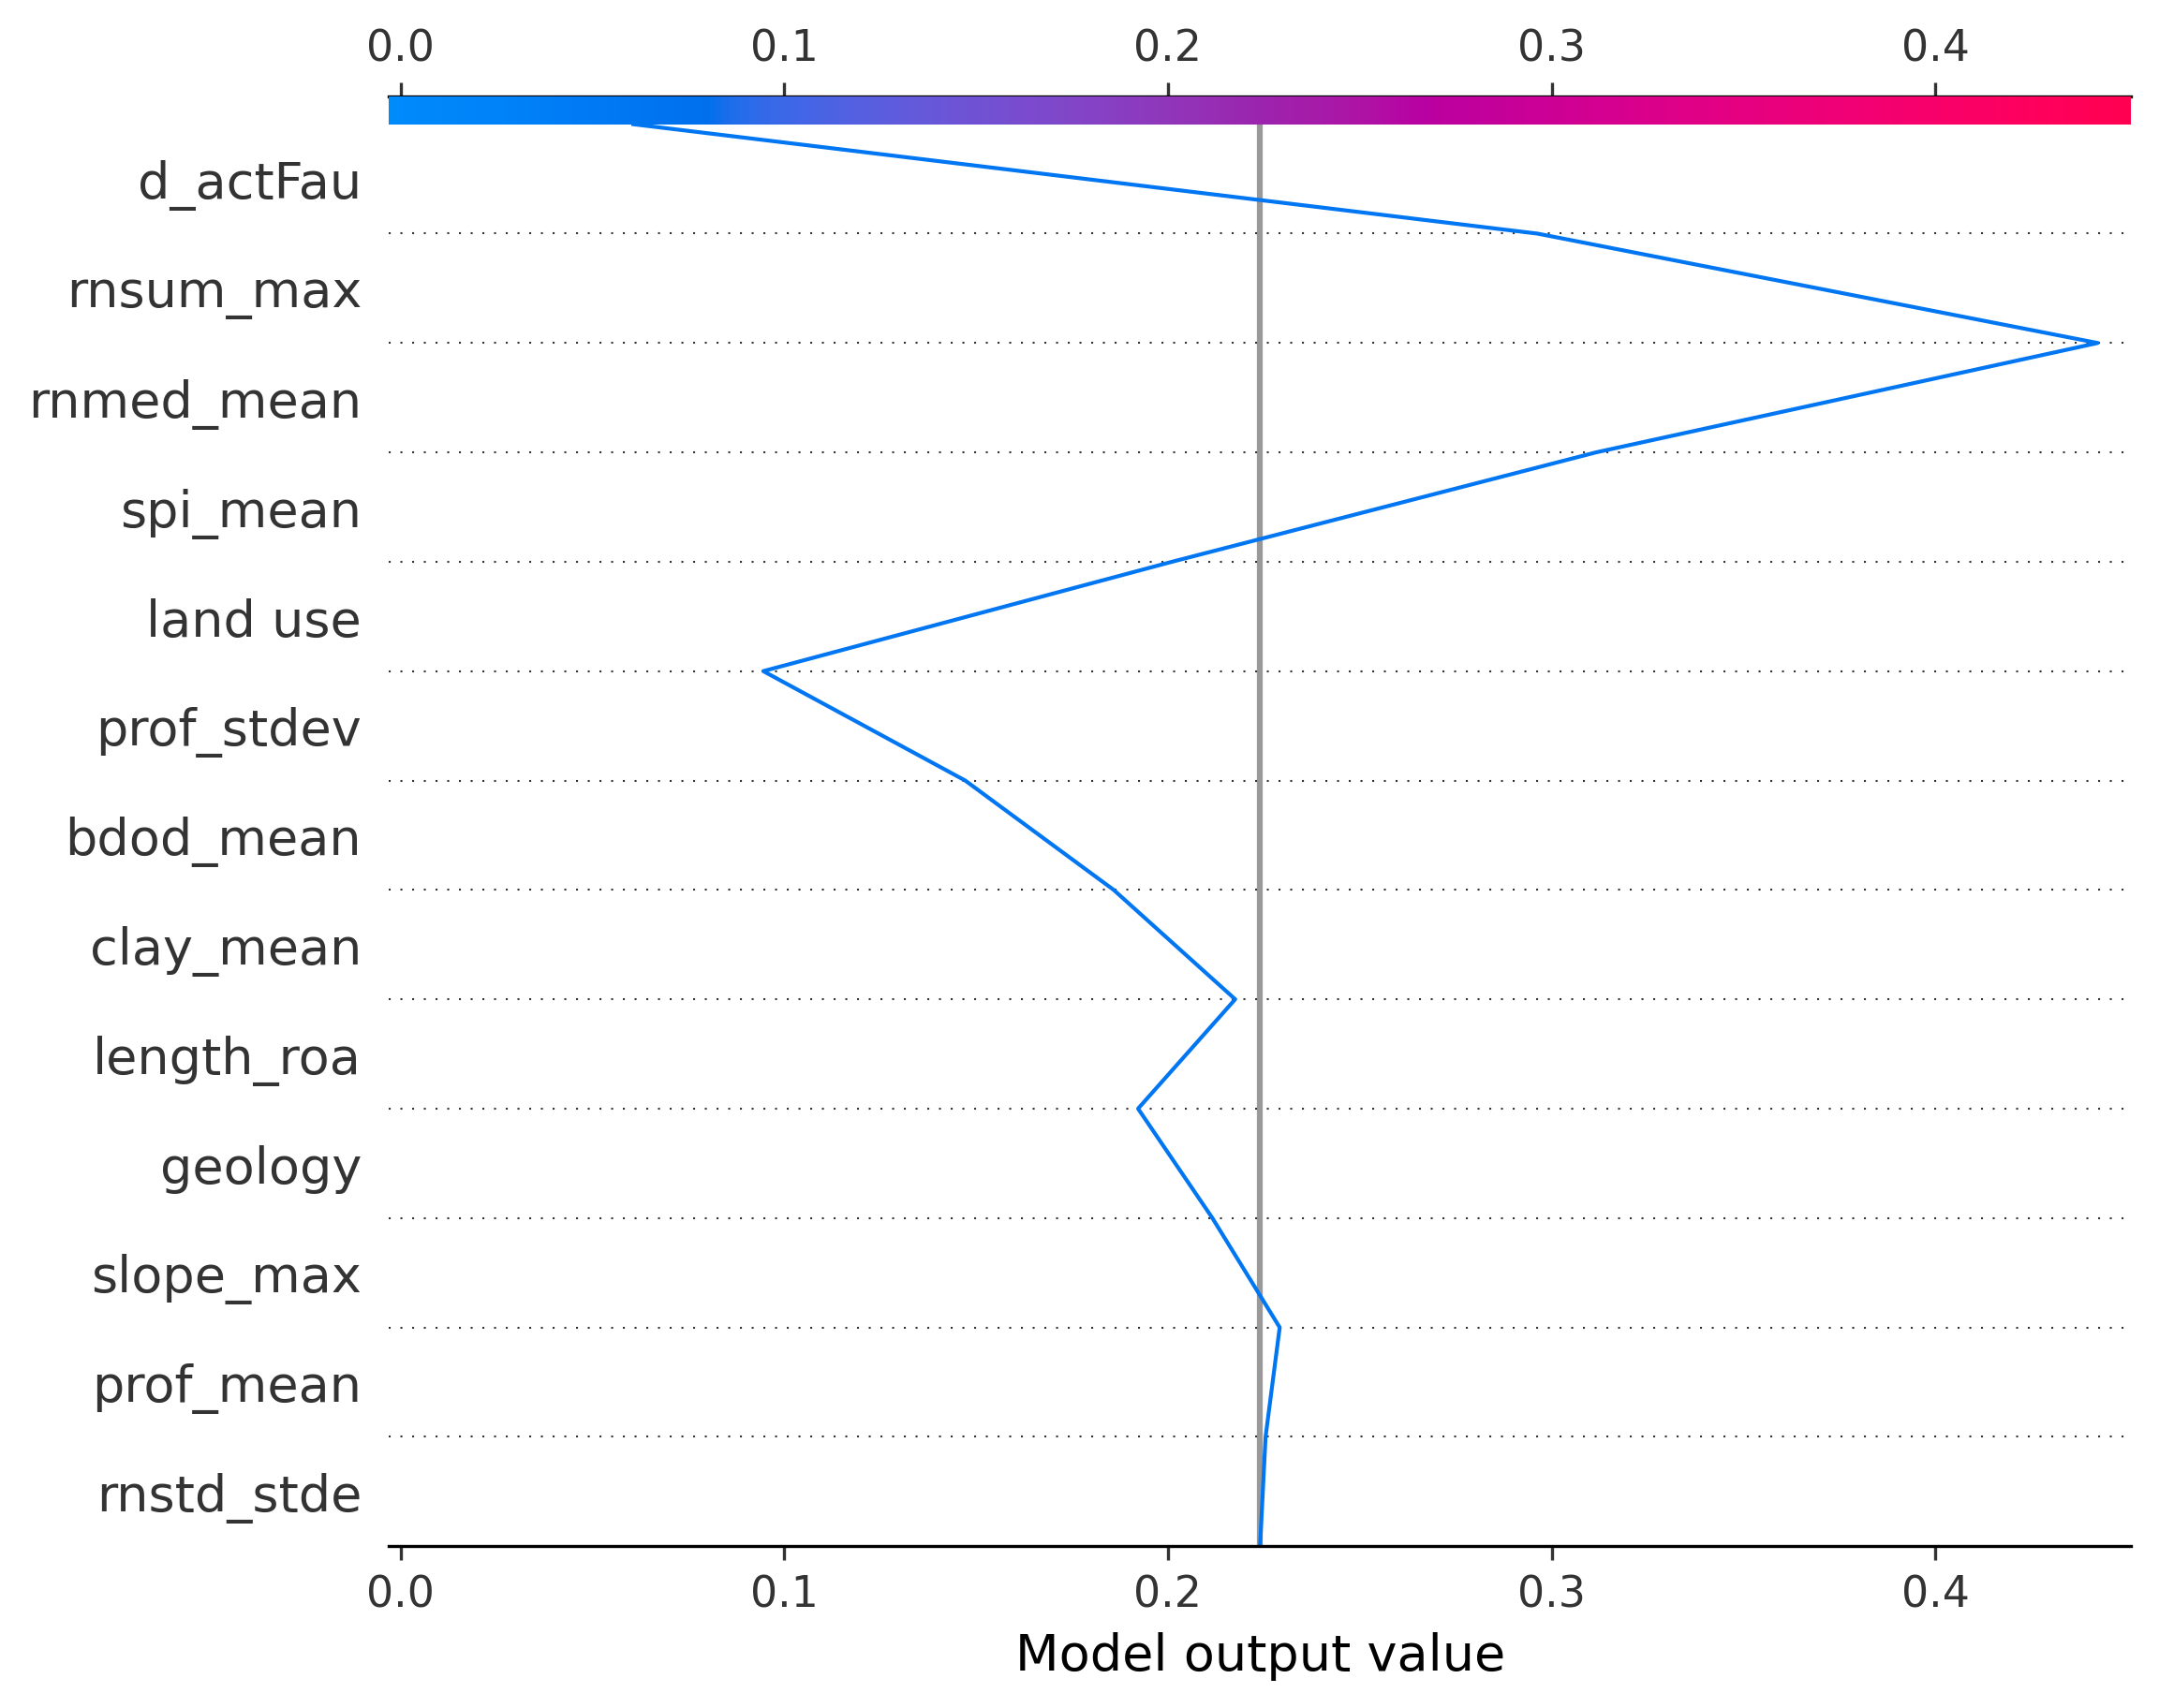 0.0 0.1 0.2 0.3 0.4
d_actFau
rnsum_max
rnmed_mean
spi_mean
land use
prof_stdev
bdod_mean
clay_mean
length_roa
geology
slope_max
prof_mean
rnstd_stde
0.0 0.1 0.2 0.3 0.4
Model output value